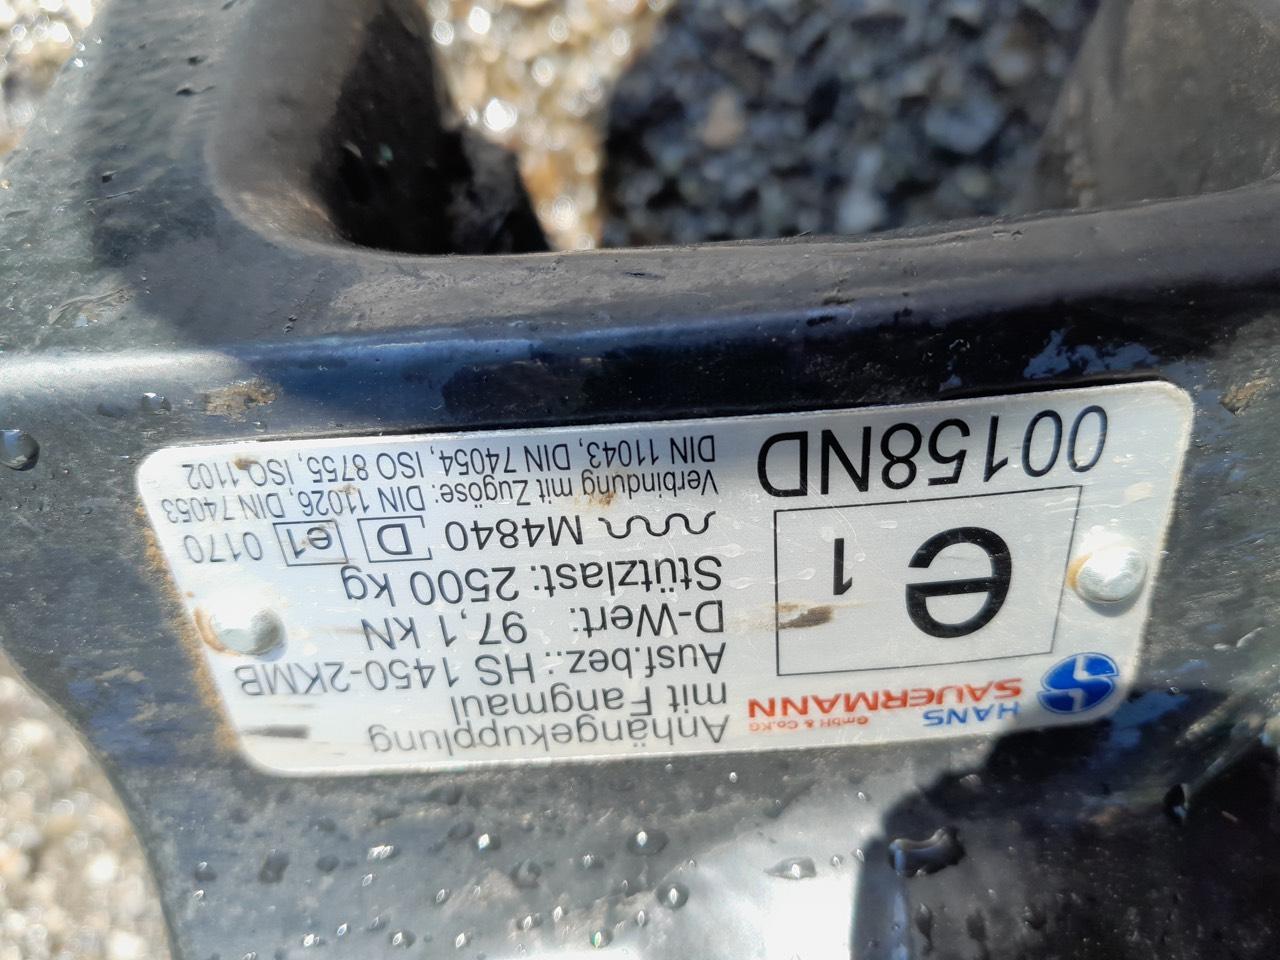 HANS
SAUERMANN
GmbH & Co.KG
e 1
00158ND
Anhängekupplung
mit Fangmaul
Ausf.bez.: HS 1450-2KMB
D-Wert: 97,1 kN
Stützlast: 2500 kg
M4840 D e1 0170
Verbindung mit Zugöse: DIN 11026, DIN 74053
DIN 11043, DIN 74054, ISO 8755, ISO 1102